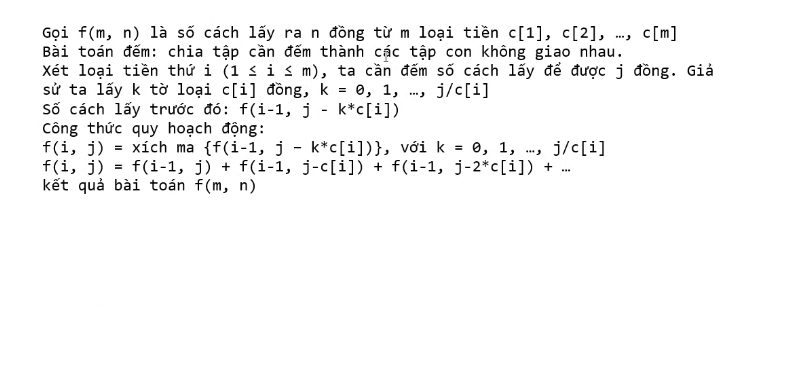 Gọi f(m, n) là số cách lấy ra n đồng từ m loại tiền c[1], c[2], …, c[m]
Bài toán đếm: chia tập cần đếm thành các tập con không giao nhau.
Xét loại tiền thứ i (1 ≤ i ≤ m), ta cần đếm số cách lấy để được j đồng. Giả
sử ta lấy k tờ loại c[i] đồng, k = 0, 1, …, j/c[i]
Số cách lấy trước đó: f(i-1, j - k*c[i])
Công thức quy hoạch động:
f(i, j) = xích ma {f(i-1, j – k*c[i])}, với k = 0, 1, …, j/c[i]
f(i, j) = f(i-1, j) + f(i-1, j-c[i]) + f(i-1, j-2*c[i]) + …
kết quả bài toán f(m, n)